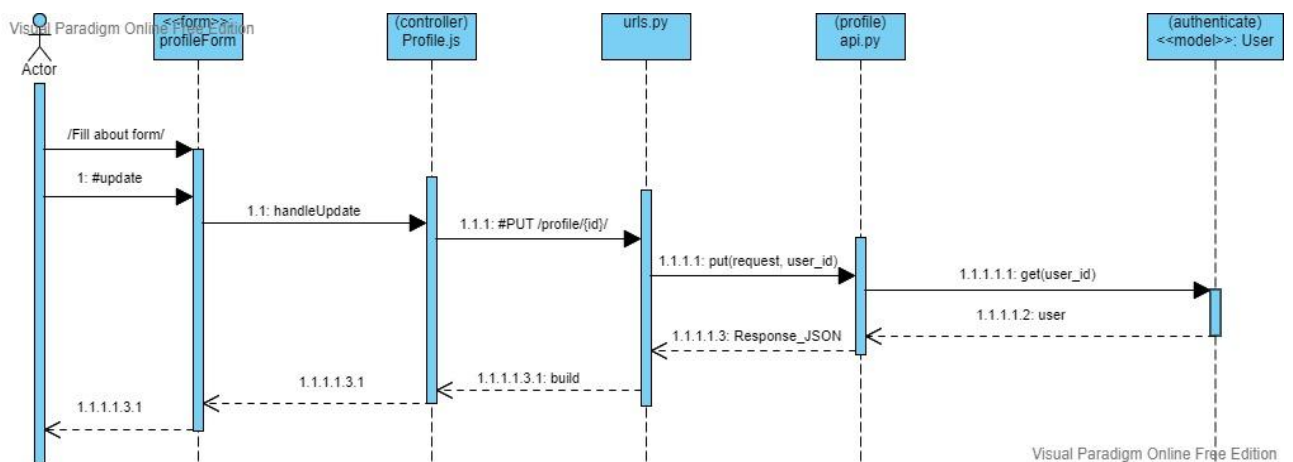 Visual Paradigm Online Free Edition
Actor
<<form>>:
profileForm
(controller)
Profile.js
urls.py
(profile)
api.py
(authenticate)
<<model>>: User
/Fill about form/
1: #update
1.1: handleUpdate
1.1.1: #PUT /profile/{id}/
1.1.1.1: put(request, user_id)
1.1.1.1.1: get(user_id)
1.1.1.1.2: user
1.1.1.1.3: Response_JSON
1.1.1.1.3.1: build
1.1.1.1.3.1
1.1.1.1.3.1
Visual Paradigm Online Free Edition